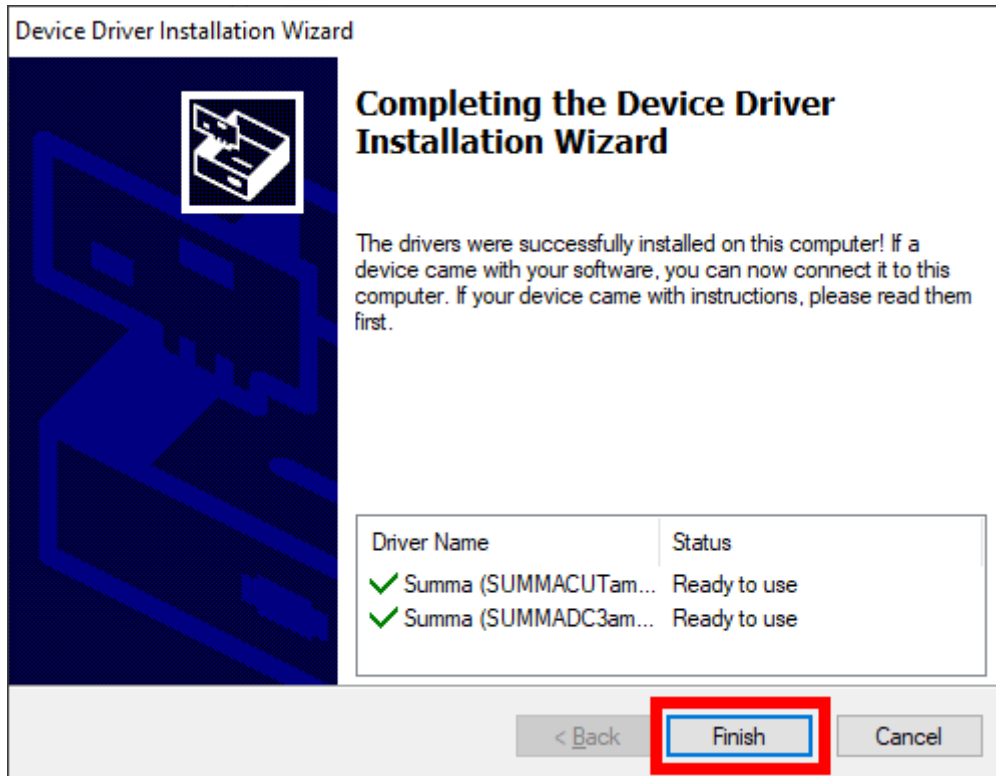 Device Driver Installation Wizard
Completing the Device Driver
Installation Wizard
The drivers were successfully installed on this computer! If a
device came with your software, you can now connect it to this
computer. If your device came with instructions, please read them
first.
Driver Name Status
Summa (SUMMACUTam... Ready to use
Summa (SUMMADC3am... Ready to use
< Back Finish Cancel